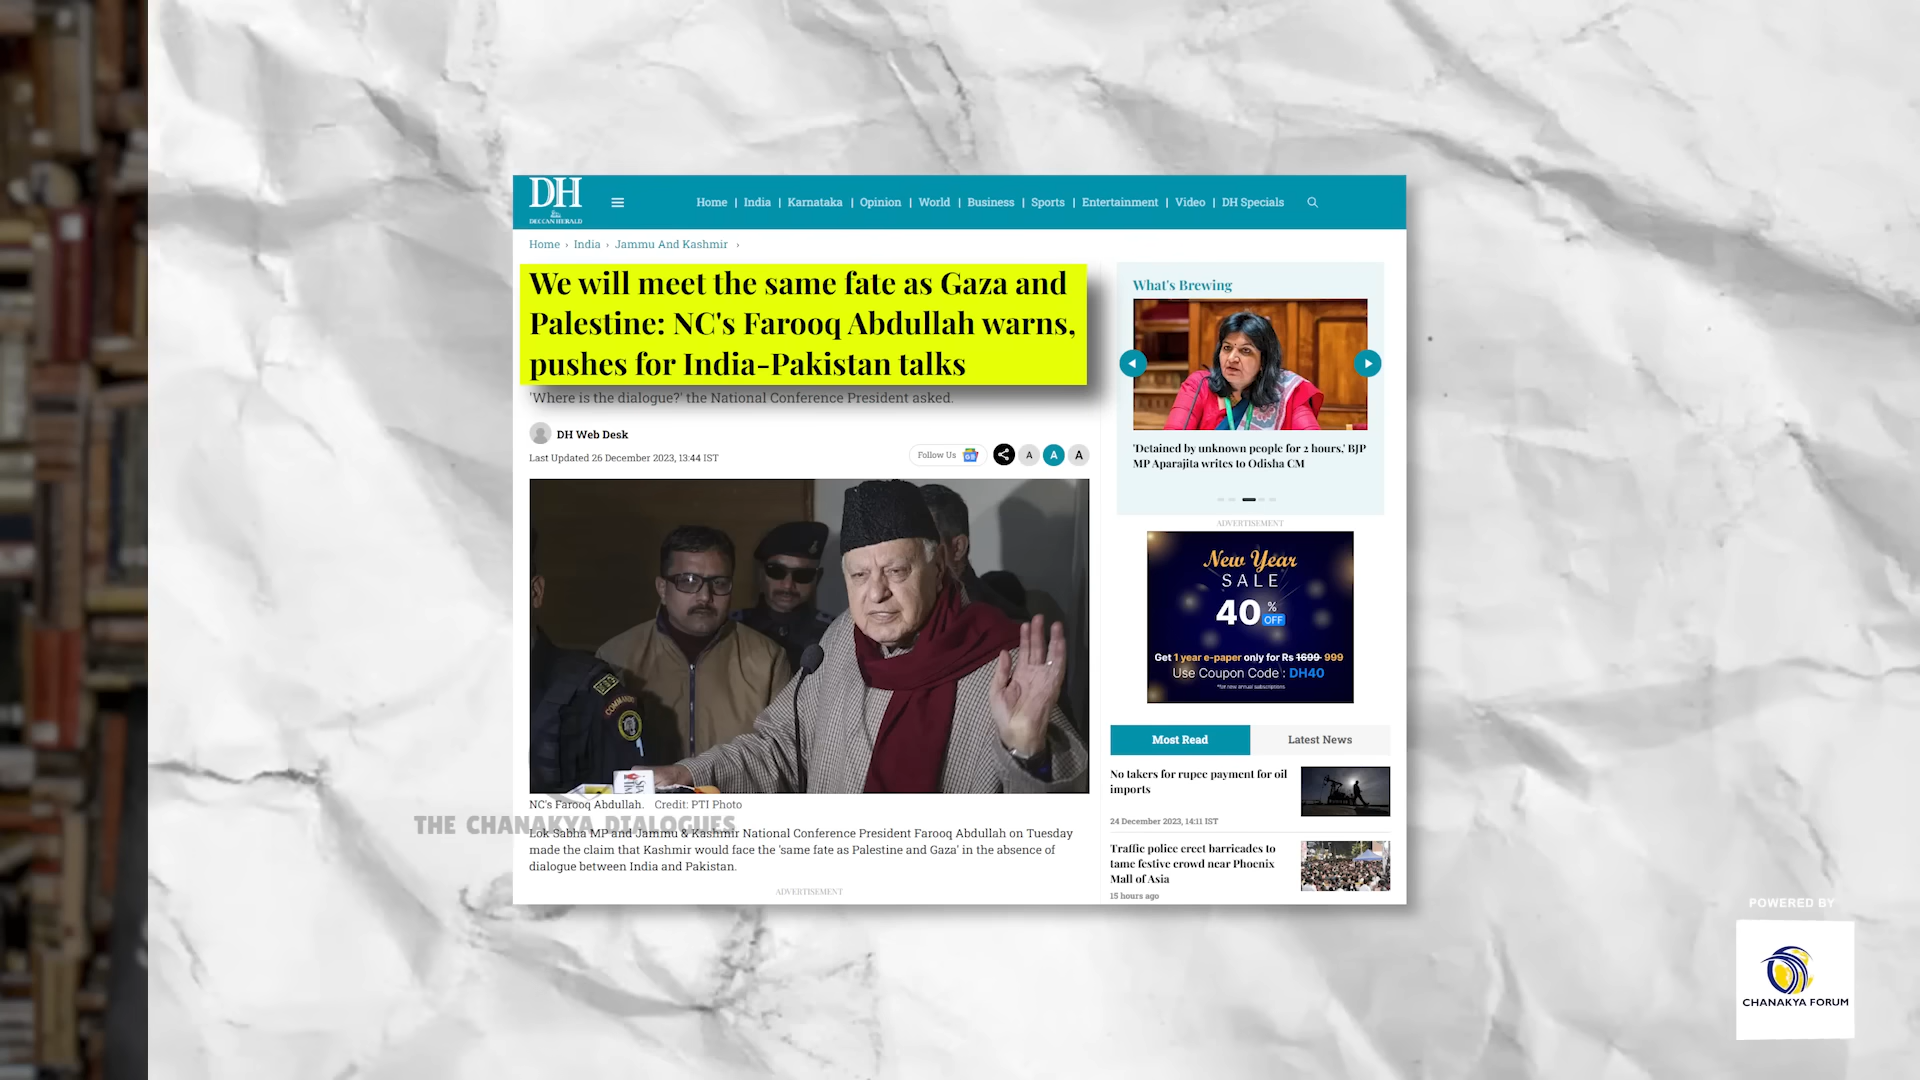 DH
DECCAN HERALD
Home | India | Karnataka | Opinion | World | Business | Sports | Entertainment | Video | DH Specials
Home › India › Jammu And Kashmir ›
We will meet the same fate as Gaza and
Palestine: NC's Farooq Abdullah warns,
pushes for India-Pakistan talks
'Where is the dialogue?' the National Conference President asked.
DH Web Desk
Last Updated 26 December 2023, 13:44 IST
Follow Us
A
A
A
COMMANDO
NC's Farooq Abdullah. Credit: PTI Photo
THE CHANAKYA DIALOGUES
Lok Sabha MP and Jammu & Kashmir National Conference President Farooq Abdullah on Tuesday
made the claim that Kashmir would face the 'same fate as Palestine and Gaza' in the absence of
dialogue between India and Pakistan.
ADVERTISEMENT
What's Brewing
'Detained by unknown people for 2 hours,' BJP
MP Aparajita writes to Odisha CM
ADVERTISEMENT
New Year
SALE
40 % OFF
Get 1 year e-paper only for Rs 1699 999
Use Coupon Code : DH40
*for new annual subscriptions
Most Read
Latest News
No takers for rupee payment for oil
imports
24 December 2023, 14:11 IST
Traffic police erect barricades to
tame festive crowd near Phoenix
Mall of Asia
15 hours ago
POWERED BY
CHANAKYA FORUM